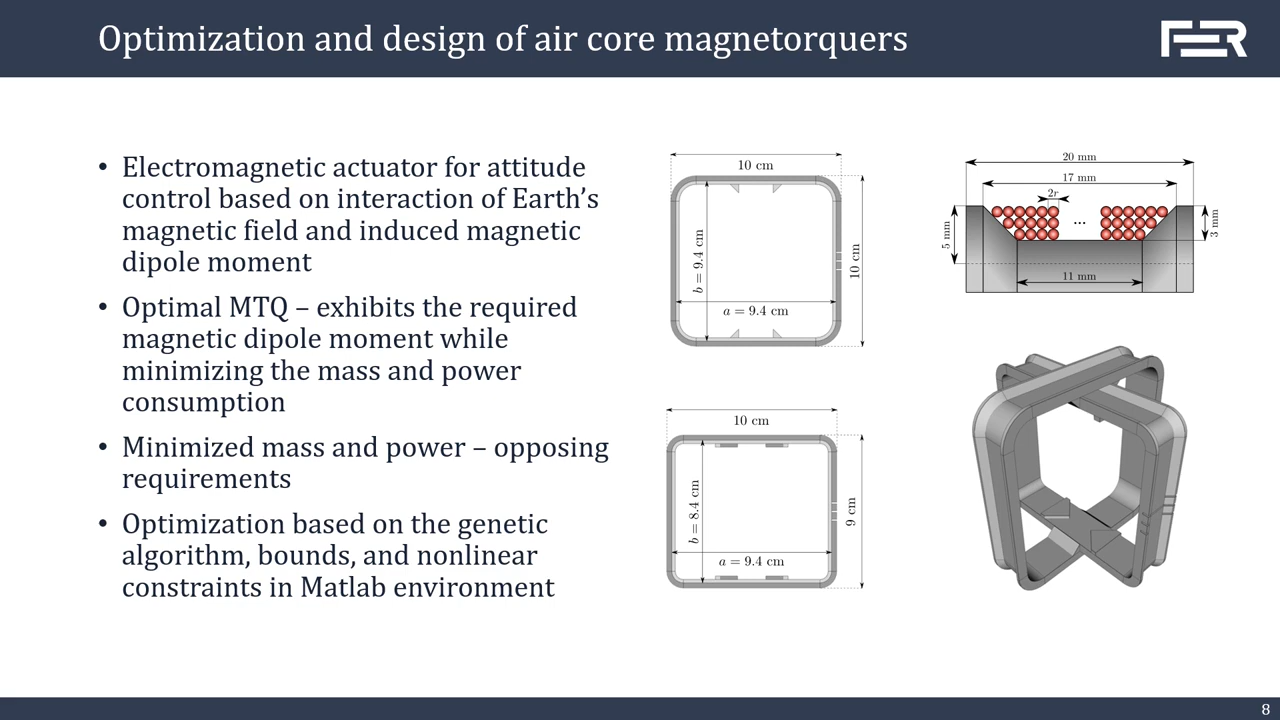 Optimization and design of air core magnetorquers
FER
• Electromagnetic actuator for attitude
control based on interaction of Earth’s
magnetic field and induced magnetic
dipole moment
• Optimal MTQ – exhibits the required
magnetic dipole moment while
minimizing the mass and power
consumption
• Minimized mass and power – opposing
requirements
• Optimization based on the genetic
algorithm, bounds, and nonlinear
constraints in Matlab environment
10 cm
b = 9.4 cm
10 cm
a = 9.4 cm
10 cm
b = 8.4 cm
9 cm
a = 9.4 cm
20 mm
17 mm
2r
...
5 mm
3 mm
11 mm
8